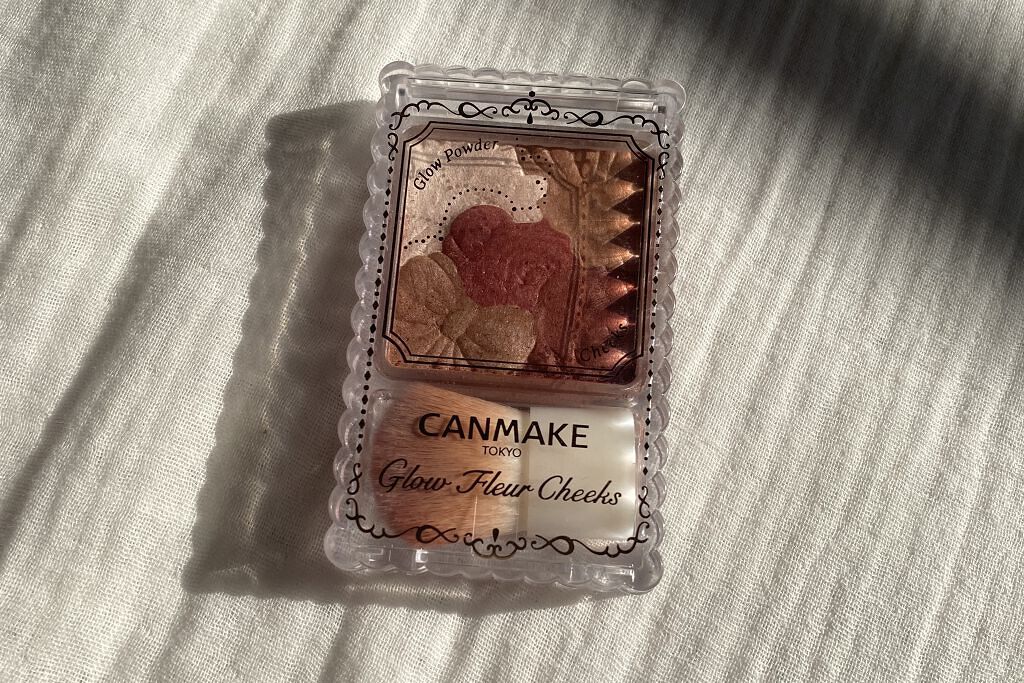 Glow Powder
Cheeks
CANMAKE
TOKYO
Glow Fleur Cheeks